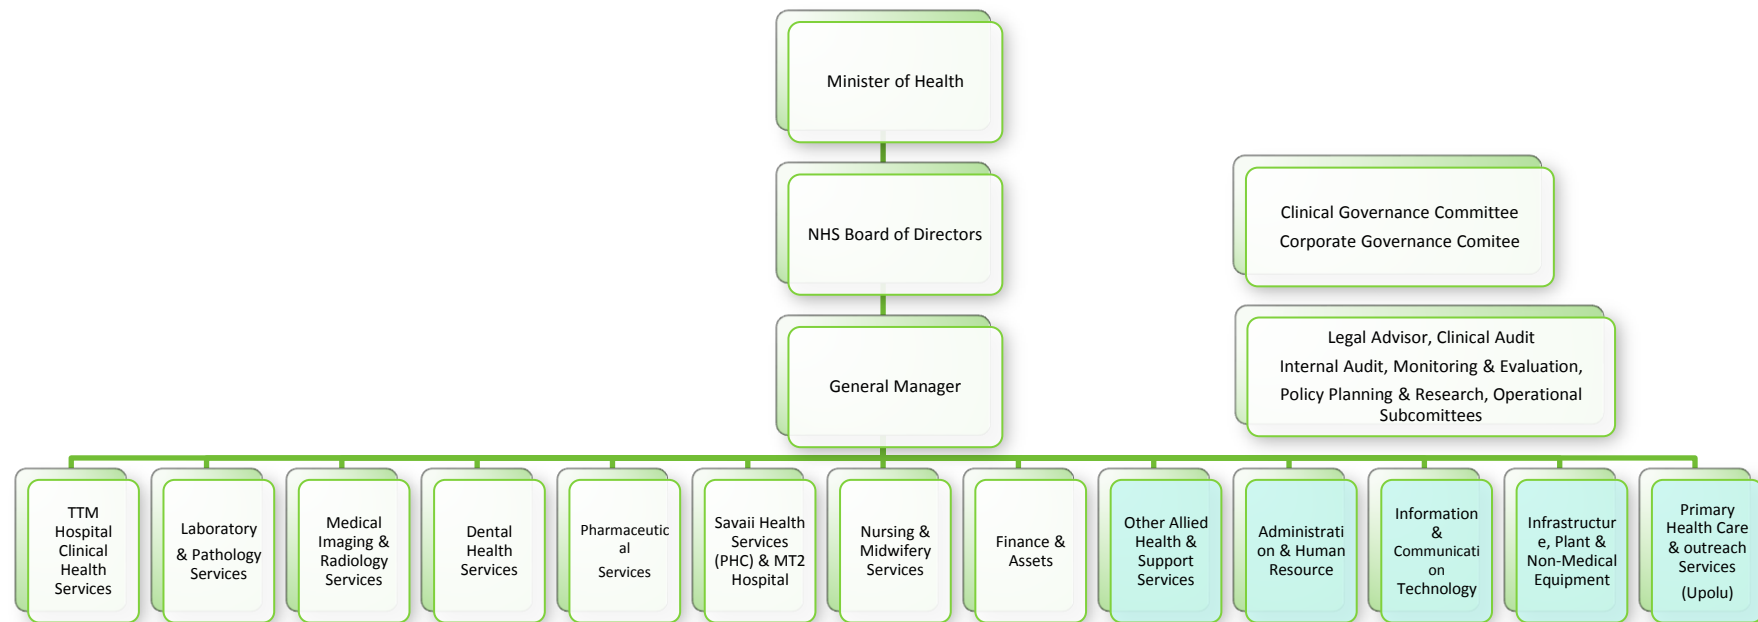 Minister of Health
NHS Board of Directors
Clinical Governance Committee
Corporate Governance Comitee
General Manager
Legal Advisor, Clinical Audit
Internal Audit, Monitoring & Evaluation,
Policy Planning & Research, Operational
Subcomittees
TTM
Hospital
Clinical
Health
Services
Laboratory
& Pathology
Services
Medical
Imaging &
Radiology
Services
Dental
Health
Services
Pharmaceutic
al
Services
Savaii Health
Services
(PHC) & MT2
Hospital
Nursing &
Midwifery
Services
Finance &
Assets
Other Allied
Health &
Support
Services
Administrati
on & Human
Resource
Information
&
Communicati
on
Technology
Infrastructur
e, Plant &
Non-Medical
Equipment
Primary
Health Care
& outreach
Services
(Upolu)